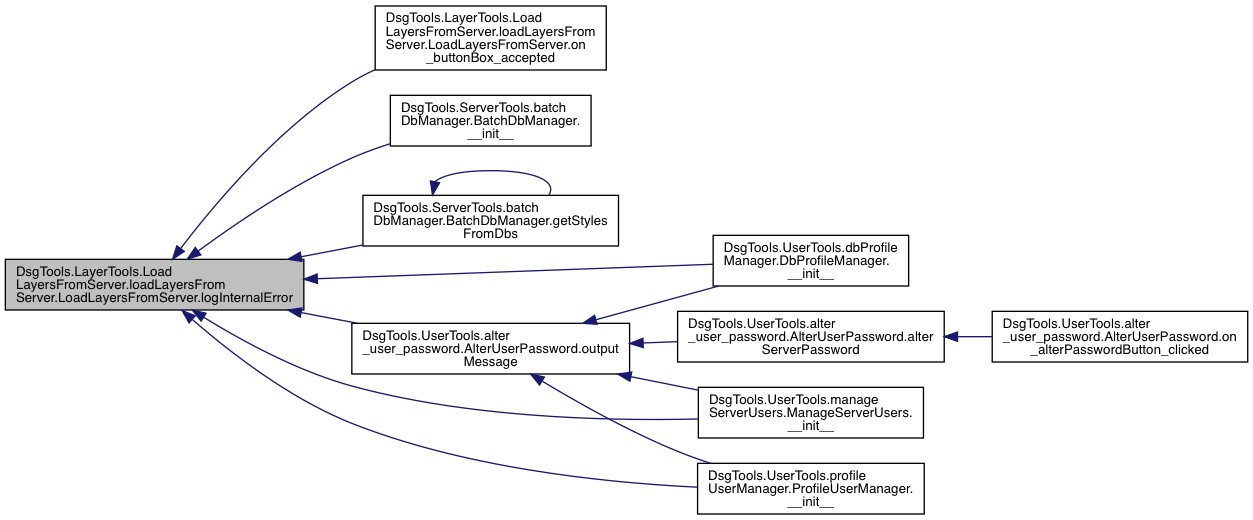 DsgTools.LayerTools.Load
LayersFromServer.loadLayersFrom
Server.LoadLayersFromServer.on
_buttonBox_accepted
DsgTools.ServerTools.batch
DbManager.BatchDbManager.
__init__
DsgTools.ServerTools.batch
DbManager.BatchDbManager.getStyles
FromDbs
DsgTools.LayerTools.Load
LayersFromServer.loadLayersFrom
Server.LoadLayersFromServer.logInternalError
DsgTools.UserTools.dbProfile
Manager.DbProfileManager.
__init__
DsgTools.UserTools.alter
_user_password.AlterUserPassword.output
Message
DsgTools.UserTools.alter
_user_password.AlterUserPassword.alter
ServerPassword
DsgTools.UserTools.alter
_user_password.AlterUserPassword.on
_alterPasswordButton_clicked
DsgTools.UserTools.manage
ServerUsers.ManageServerUsers.
__init__
DsgTools.UserTools.profile
UserManager.ProfileUserManager.
__init__